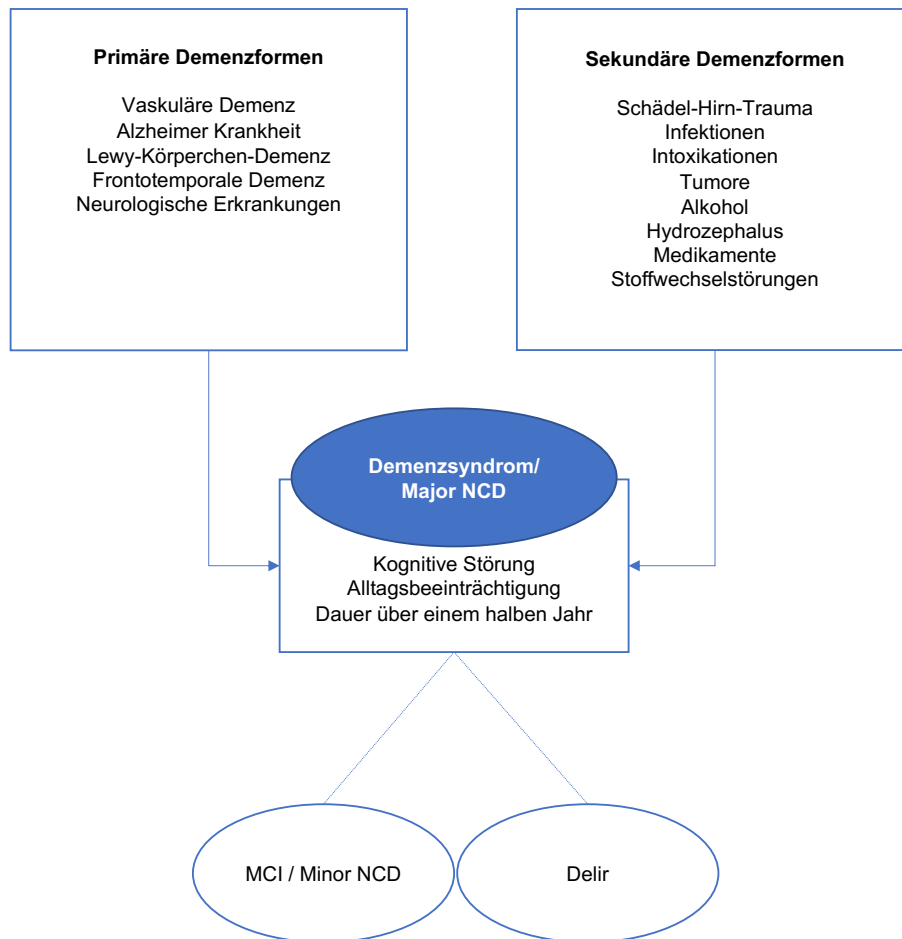 Primäre Demenzformen
Vaskuläre Demenz
Alzheimer Krankheit
Lewy-Körperchen-Demenz
Frontotemporale Demenz
Neurologische Erkrankungen
Sekundäre Demenzformen
Schädel-Hirn-Trauma
Infektionen
Intoxikationen
Tumore
Alkohol
Hydrozephalus
Medikamente
Stoffwechselstörungen
Demenzsyndrom/
Major NCD
Kognitive Störung
Alltagsbeeinträchtigung
Dauer über einem halben Jahr
MCI / Minor NCD
Delir